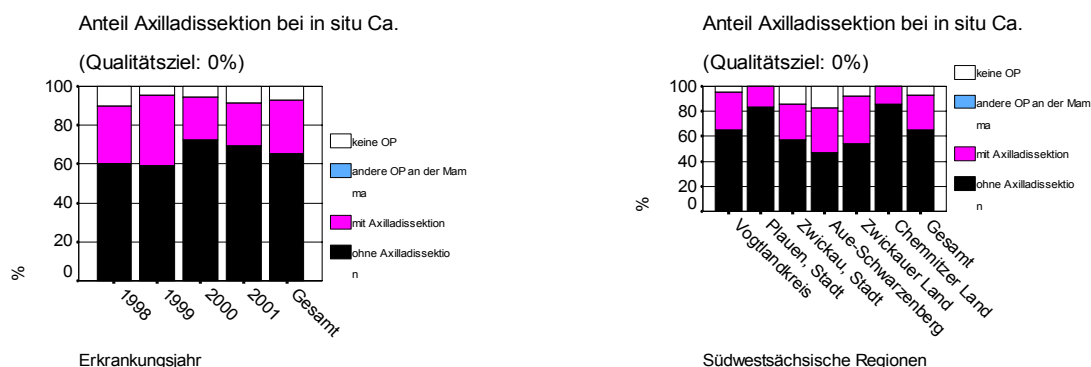 Anteil Axilladissektion bei in situ Ca.
(Qualitätsziel: 0%)
100
80
60
40
20
0
%
1998
1999
2000
2001
Gesamt
Erkrankungsjahr
keine OP
andere OP an der Mam
ma
mit Axilladissektion
ohne Axilladissektio
n
Anteil Axilladissektion bei in situ Ca.
(Qualitätsziel: 0%)
100
80
60
40
20
0
%
Vogtlandkreis
Plauen, Stadt
Zwickau, Stadt
Aue-Schwarzenberg
Zwickauer Land
Chemnitzer Land
Gesamt
Südwestsächsische Regionen
keine OP
andere OP an der Mam
ma
mit Axilladissektion
ohne Axilladissektio
n